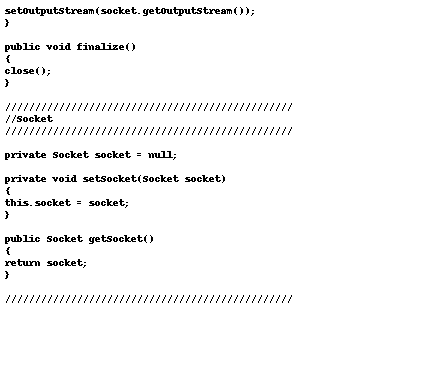 setOutputStream(socket.getOutputStream());
}
public void finalize()
{
close();
}
////////////////////////////////////////////////
//Socket
////////////////////////////////////////////////
private Socket socket = null;
private void setSocket(Socket socket)
{
this.socket = socket;
}
public Socket getSocket()
{
return socket;
}
////////////////////////////////////////////////